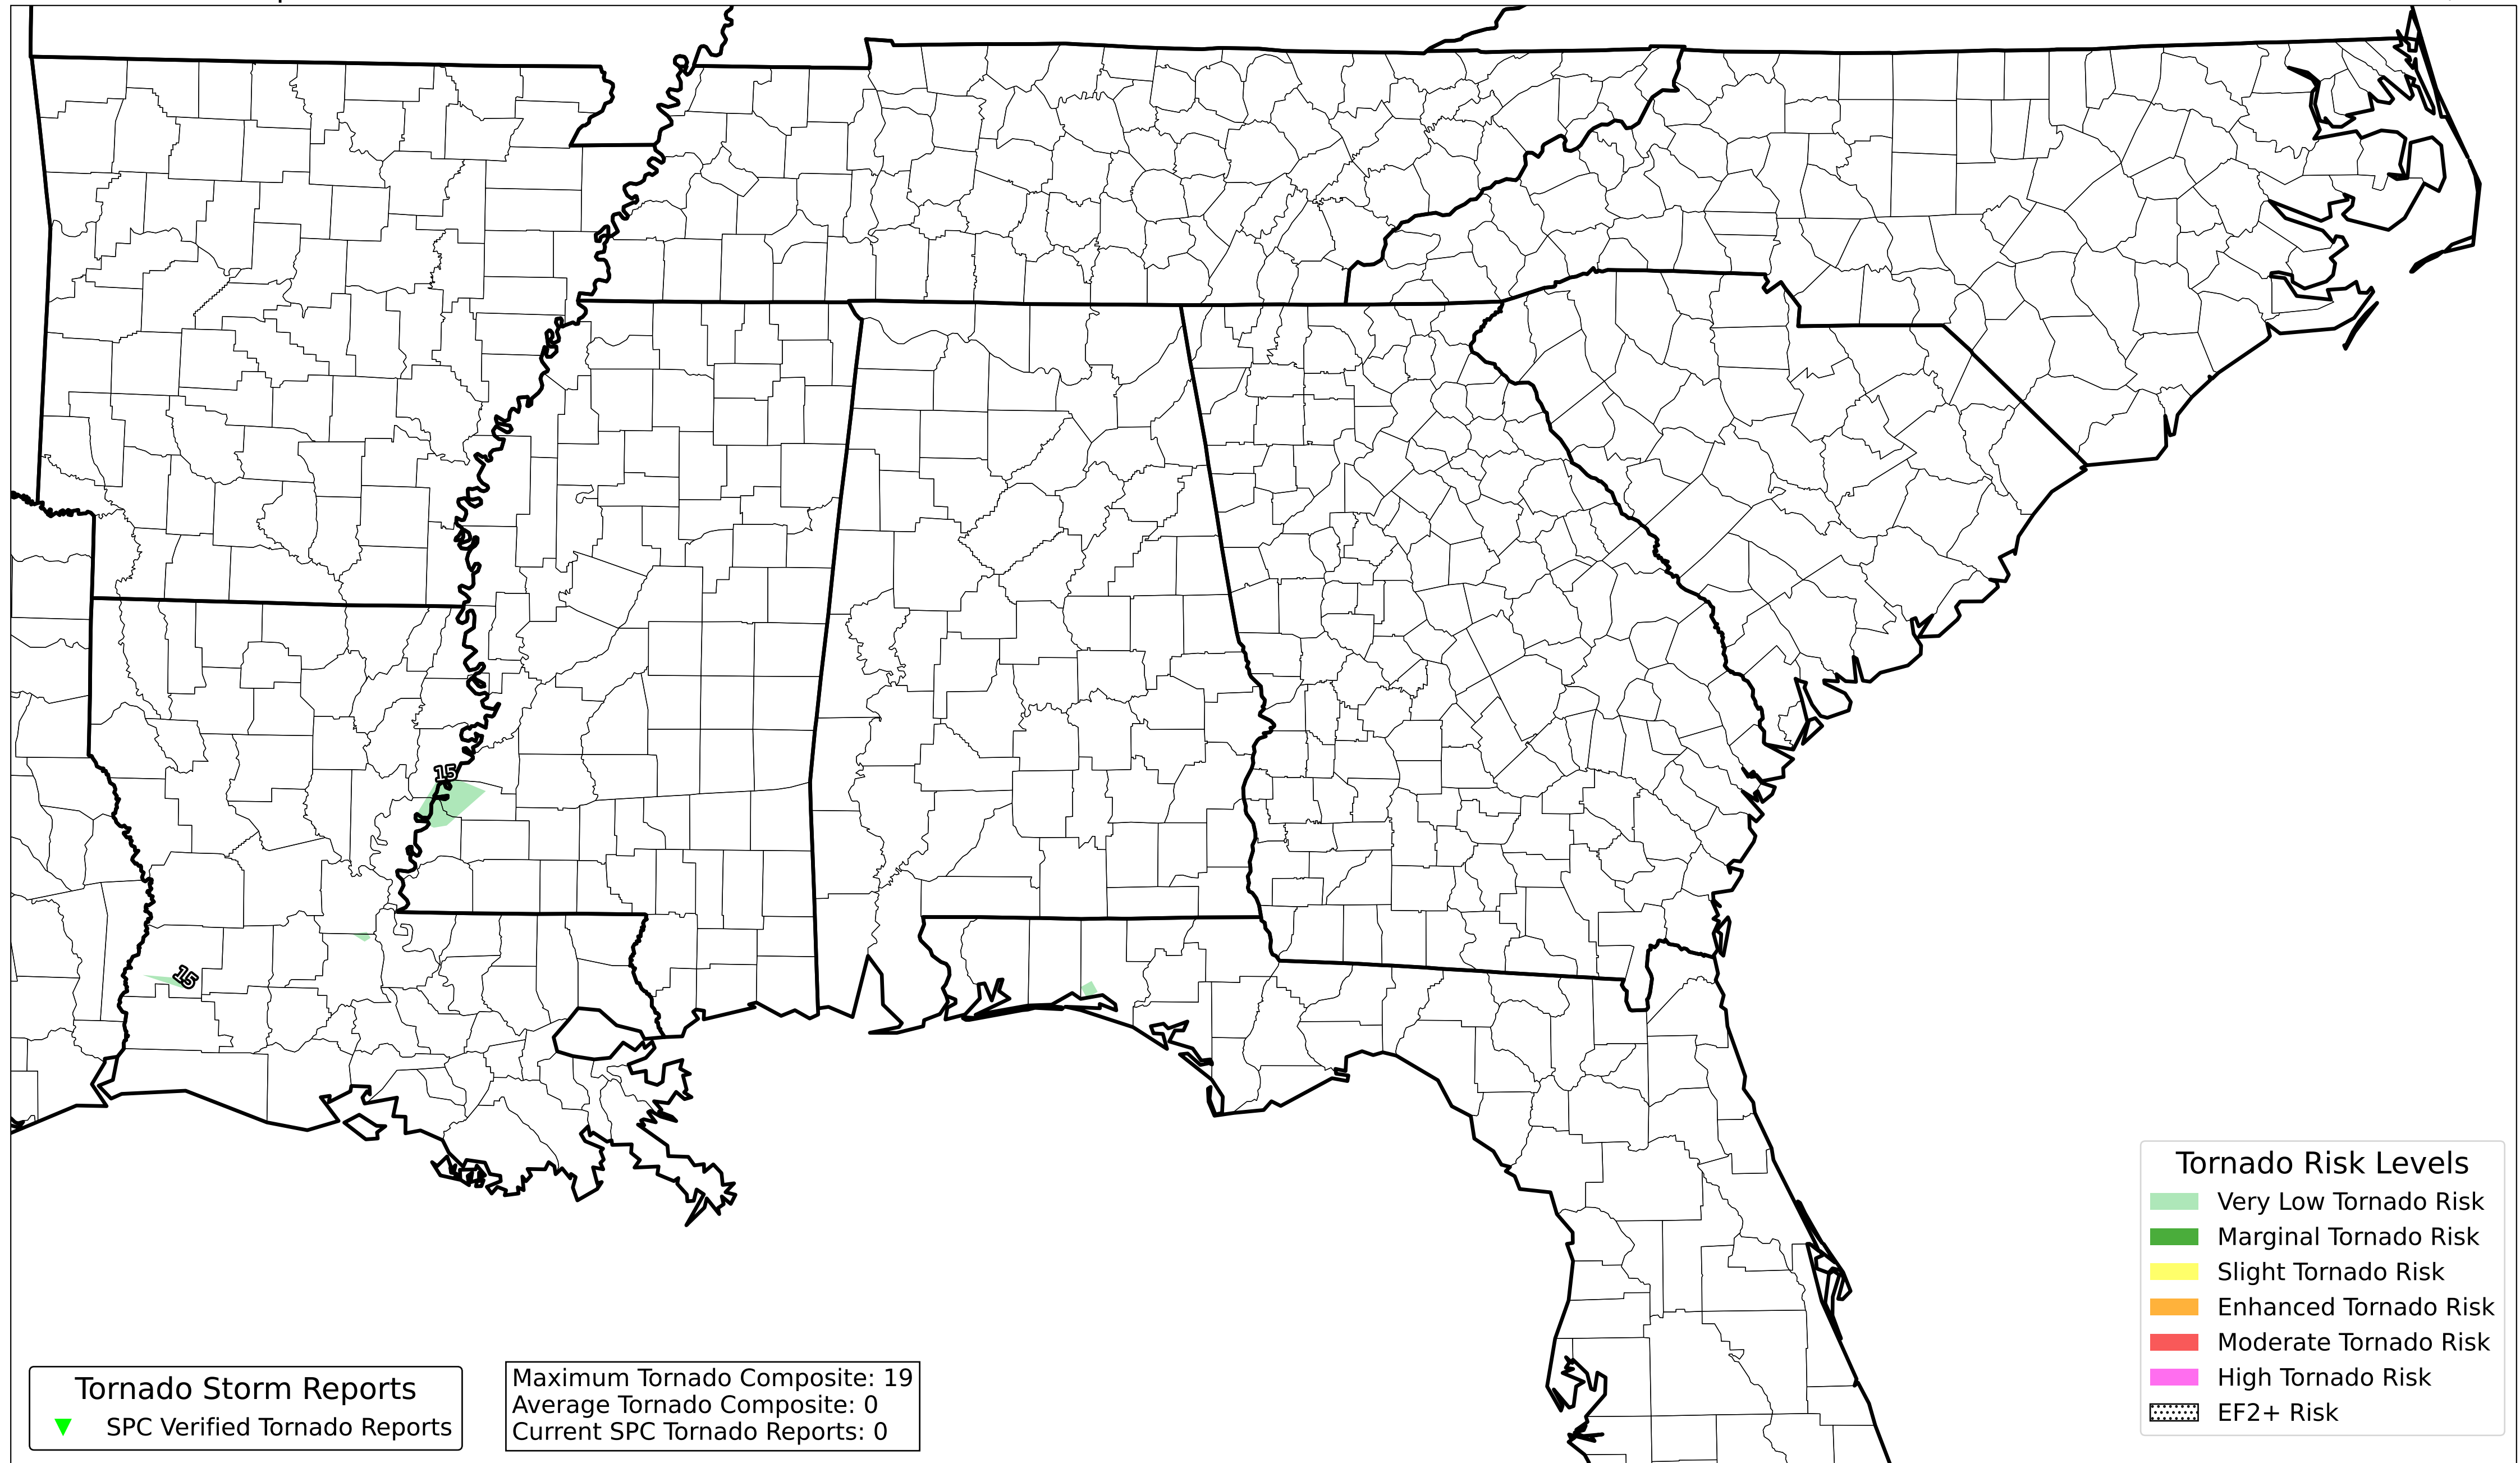 15
15
Tornado Risk Levels
Very Low Tornado Risk
Marginal Tornado Risk
Slight Tornado Risk
Enhanced Tornado Risk
Moderate Tornado Risk
High Tornado Risk
EF2+ Risk
Tornado Storm Reports
SPC Verified Tornado Reports
Maximum Tornado Composite: 19
Average Tornado Composite: 0
Current SPC Tornado Reports: 0